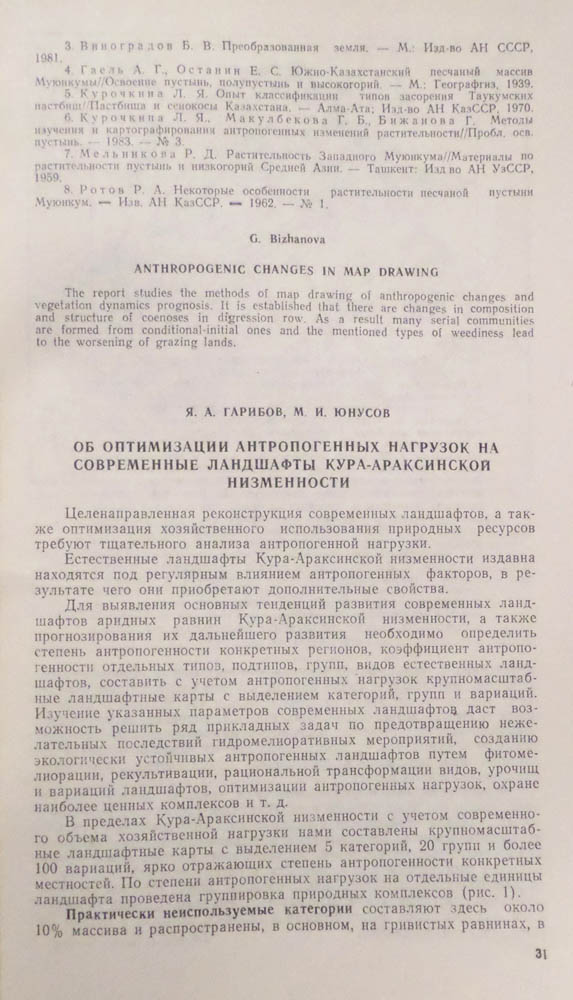 3. Виноградов Б. В. Преобразованная земля. — М.: Изд-во АН СССР,
1981.
4. Гаель А. Г., Останин Е. С. Южно-Казахстанский песчаный массив
Муюнкумы//Освоение пустынь, полупустынь и высокогорий. — М.: Географгиз, 1939.
5. Курочкина Л. Я. Опыт классификации типов засорения Таукумских
пастбищ//Пастбища и сенокосы Казахстана. — Алма-Ата; Изд-во АН КазССР, 1970.
6. Курочкина Л. Я., Макулбекова Г. Б., Бижанова Г. Методы
изучения и картографирования антропогенных изменений растительности//Пробл. осв.
пустынь. — 1983. — № 3.
7. Мельникова Р. Д. Растительность Западного Муюнкума//Материалы по
растительности пустынь и низкогорий Средней Азии. — Ташкент: Изд во АН УзССР,
1959.
8. Ротов Р. А. Некоторые особенности растительности песчаной пустыни
Муюнкум. — Изв. АН КазССР. — 1962. — № 1.
G. Bizhanova
ANTHROPOGENIC CHANGES IN MAP DRAWING
The report studies the methods of map drawing of anthropogenic changes and
vegetation dynamics prognosis. It is established that there are changes in composition
and structure of coenoses in digression row. As a result many serial communities
are formed from conditional-initial ones and the mentioned types of weediness lead
to the worsening of grazing lands.
Я. А. ГАРИБОВ, М. И. ЮНУСОВ
ОБ ОПТИМИЗАЦИИ АНТРОПОГЕННЫХ НАГРУЗОК НА
СОВРЕМЕННЫЕ ЛАНДШАФТЫ КУРА-АРАКСИНСКОЙ
НИЗМЕННОСТИ
Целенаправленная реконструкция современных ландшафтов, а так-
же оптимизация хозяйственного использования природных ресурсов
требуют тщательного анализа антропогенной нагрузки.
Естественные ландшафты Кура-Араксинской низменности издавна
находятся под регулярным влиянием антропогенных факторов, в ре-
зультате чего они приобретают дополнительные свойства.
Для выявления основных тенденций развития современных ланд-
шафтов аридных равнин Кура-Араксинской низменности, а также
прогнозирования их дальнейшего развития необходимо определить
степень антропогенности конкретных регионов, коэффициент антропо-
генности отдельных типов, подтипов, групп, видов естественных ланд-
шафтов, составить с учетом антропогенных нагрузок крупномасштаб-
ные ландшафтные карты с выделением категорий, групп и вариаций.
Изучение указанных параметров современных ландшафтов даст воз-
можность решить ряд прикладных задач по предотвращению неже-
лательных последствий гидромелиоративных мероприятий, созданию
экологически устойчивых антропогенных ландшафтов путем фитоме-
лиорации, рекультивации, рациональной трансформации видов, урочищ
и вариаций ландшафтов, оптимизации антропогенных нагрузок, охране
наиболее ценных комплексов и т. д.
В пределах Кура-Араксинской низменности с учетом современно-
го объема хозяйственной нагрузки нами составлены крупномасштаб-
ные ландшафтные карты с выделением 5 категорий, 20 групп и более
100 вариаций, ярко отражающих степень антропогенности конкретных
местностей. По степени антропогенных нагрузок на отдельные единицы
ландшафта проведена группировка природных комплексов (рис. 1).
Практически неиспользуемые категории составляют здесь около
10% массива и распространены, в основном, на гривистых равнинах, в
31